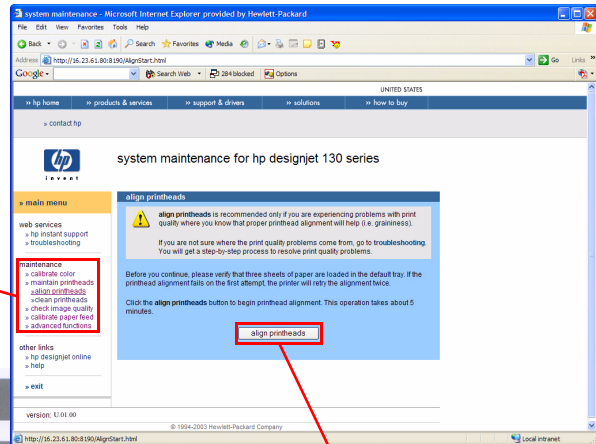 system maintenance - Microsoft Internet Explorer provided by Hewlett-Packard
File Edit View Favorites Tools Help
Back Search Favorites Media
Address http://16.23.61.80:8190/AlignStart.html Go Links »
Google Search Web 284 blocked Options
UNITED STATES
» hp home » products & services » support & drivers » solutions » how to buy
» contact hp
hp
invent
system maintenance for hp designjet 130 series
» main menu
web services
» hp instant support
» troubleshooting
maintenance
» calibrate color
» maintain printheads
»align printheads
»clean printheads
» check image quality
» calibrate paper feed
» advanced functions
other links
» hp designjet online
» help
» exit
version: U.01.00
align printheads
align printheads is recommended only if you are experiencing problems with print
quality where you know that proper printhead alignment will help (i.e. graininess).
If you are not sure where the print quality problems come from, go to troubleshooting.
You will get a step-by-step process to resolve print quality problems.
Before you continue, please verify that three sheets of paper are loaded in the default tray. If the
printhead alignment fails on the first attempt, the printer will retry the alignment twice.
Click the align printheads button to begin printhead alignment. This operation takes about 5
minutes.
align printheads
© 1994-2003 Hewlett-Packard Company
http://16.23.61.80:8190/AlignStart.html Local intranet